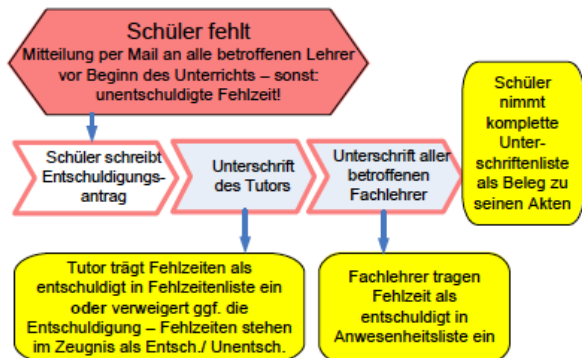 Schüler fehlt
Mitteilung per Mail an alle betroffenen Lehrer
vor Beginn des Unterrichts – sonst:
unentschuldigte Fehlzeit!
Schüler schreibt
Entschuldigungs-
antrag
Unterschrift
des Tutors
Unterschrift aller
betroffenen
Fachlehrer
Schüler
nimmt
komplette
Unter-
schriftenliste
als Beleg zu
seinen Akten
Tutor trägt Fehlzeiten als
entschuldigt in Fehlzeitenliste ein
oder verweigert ggf. die
Entschuldigung – Fehlzeiten stehen
im Zeugnis als Entsch./ Unentsch.
Fachlehrer tragen
Fehlzeit als
entschuldigt in
Anwesenheitsliste ein